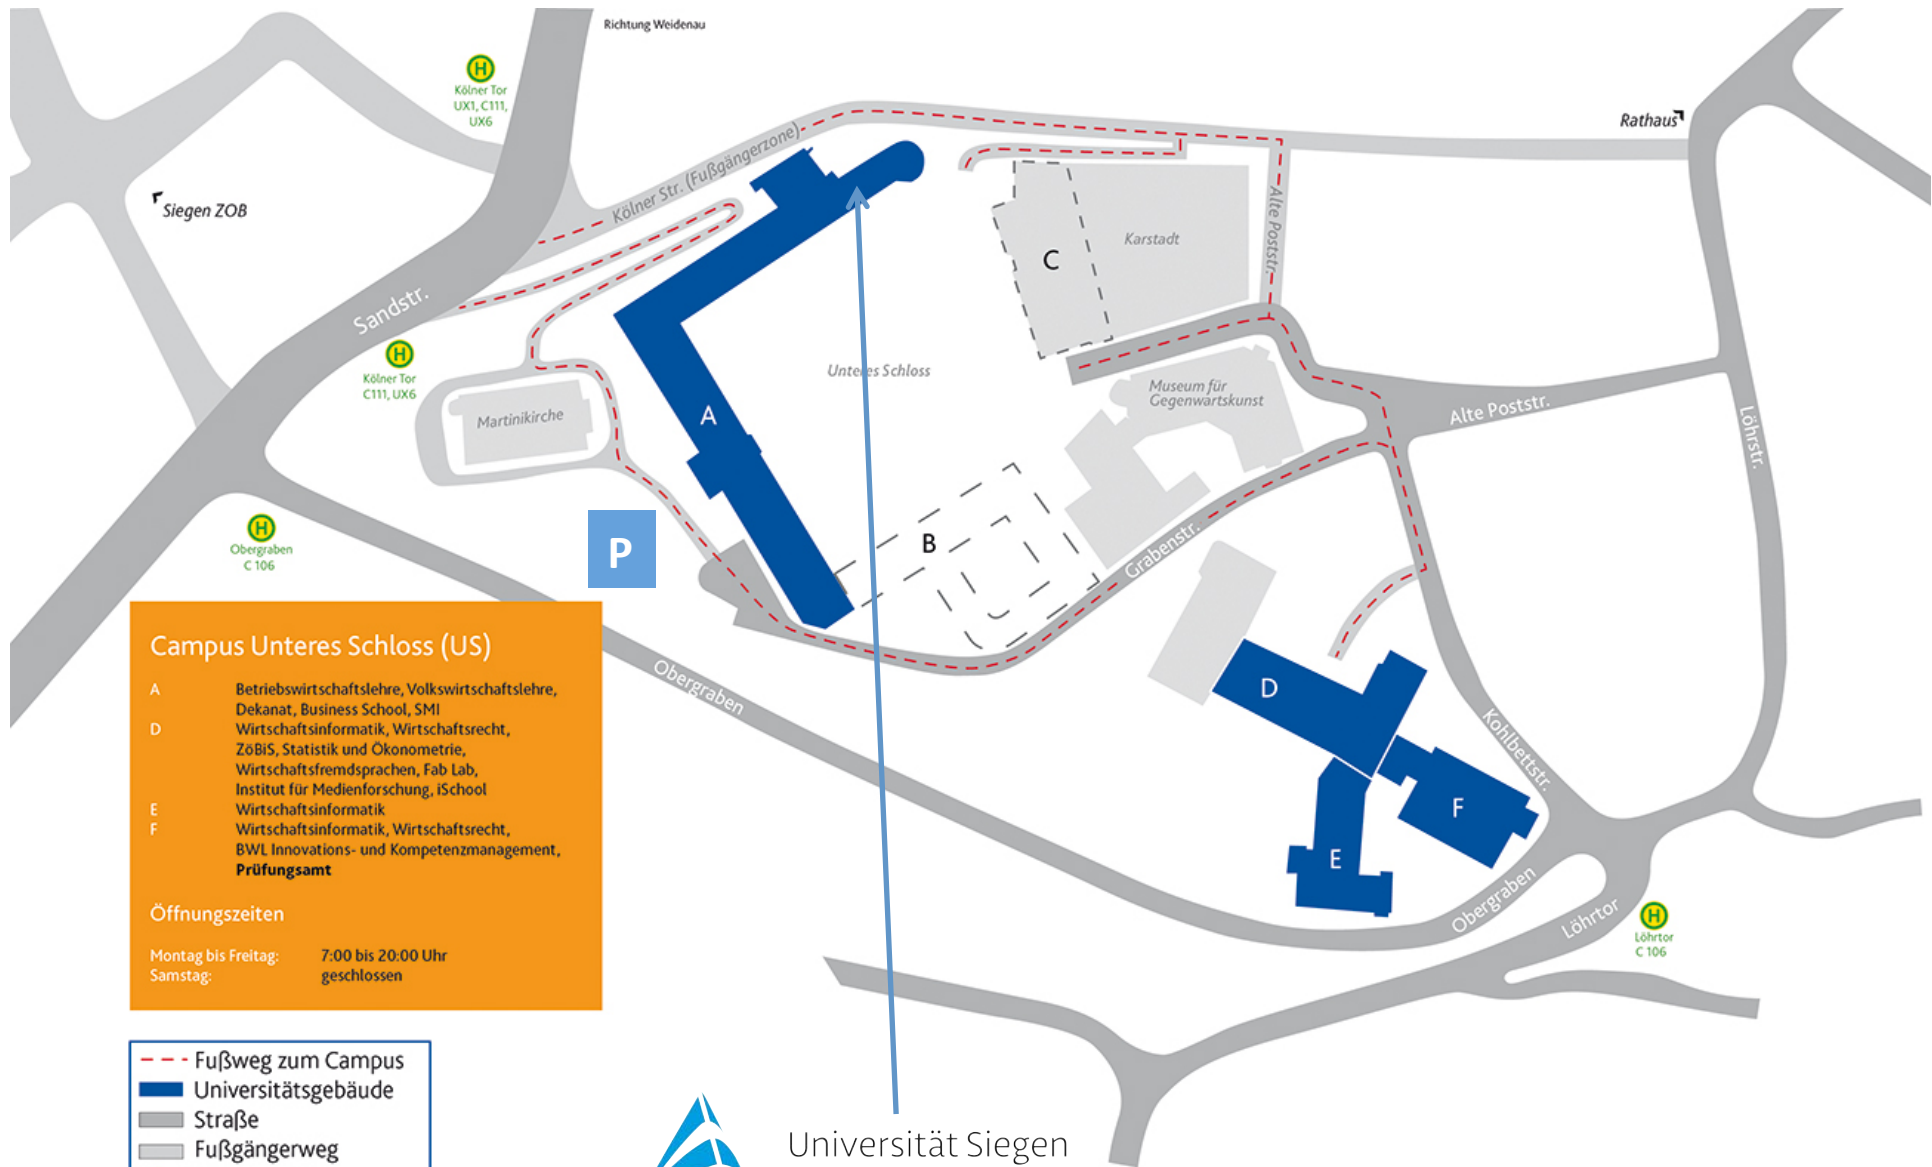 Richtung Weidenau
H
Kölner Tor
UX1, C111,
UX6
Rathaus
Siegen ZOB
Kölner Str. (Fußgängerzone)
Alte Poststr.
Karstadt
C
Sandstr.
H
Kölner Tor
C111, UX6
Unteres Schloss
Museum für
Gegenwartskunst
Alte Poststr.
Löhrstr.
Martinikirche
A
H
Obergraben
C 106
P
B
Grabenstr.
Obergraben
D
Kohlbettstr.
F
E
Obergraben
Löhrtor
H
Löhrtor
C 106
Campus Unteres Schloss (US)
A Betriebswirtschaftslehre, Volkswirtschaftslehre,
Dekanat, Business School, SMI
D Wirtschaftsinformatik, Wirtschaftsrecht,
ZöBiS, Statistik und Ökonometrie,
Wirtschaftsfremdsprachen, Fab Lab,
Institut für Medienforschung, iSchool
E Wirtschaftsinformatik
F Wirtschaftsinformatik, Wirtschaftsrecht,
BWL Innovations- und Kompetenzmanagement,
Prüfungsamt
Öffnungszeiten
Montag bis Freitag: 7:00 bis 20:00 Uhr
Samstag: geschlossen
Fußweg zum Campus
Universitätsgebäude
Straße
Fußgängerweg
Universität Siegen